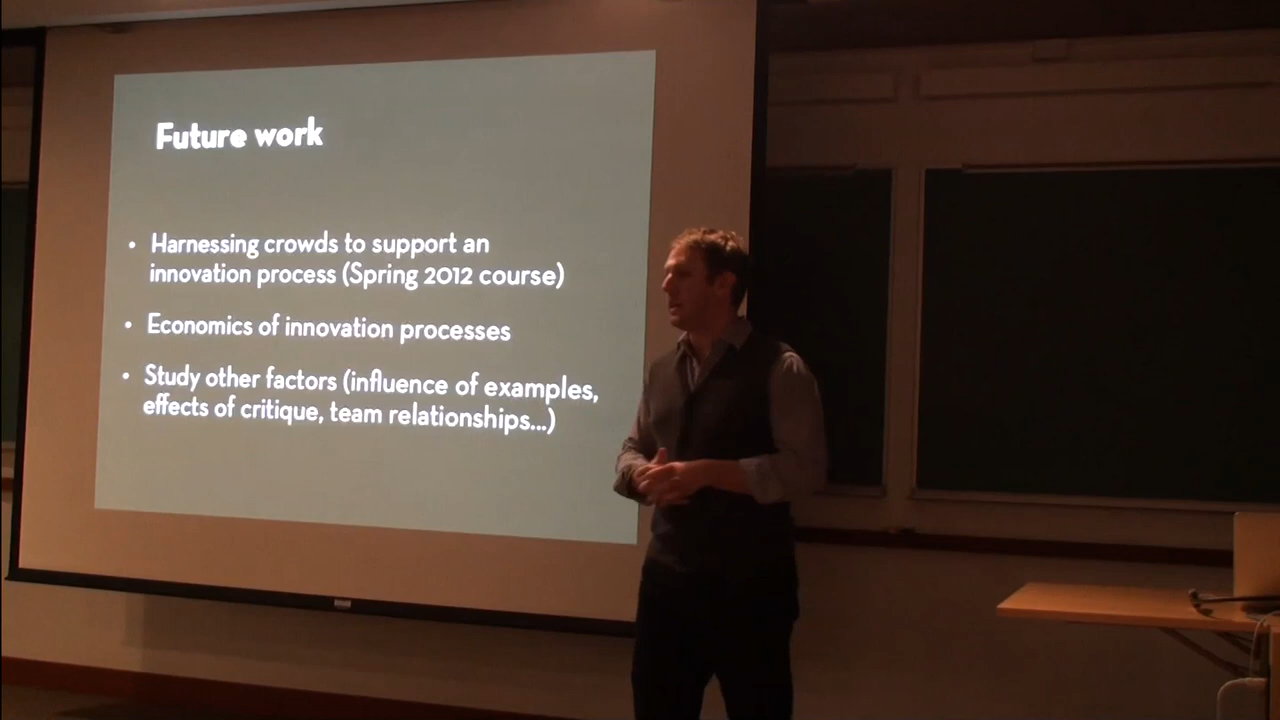 Future work
• Harnessing crowds to support an
innovation process (Spring 2012 course)
• Economics of innovation processes
• Study other factors (influence of examples,
effects of critique, team relationships...)